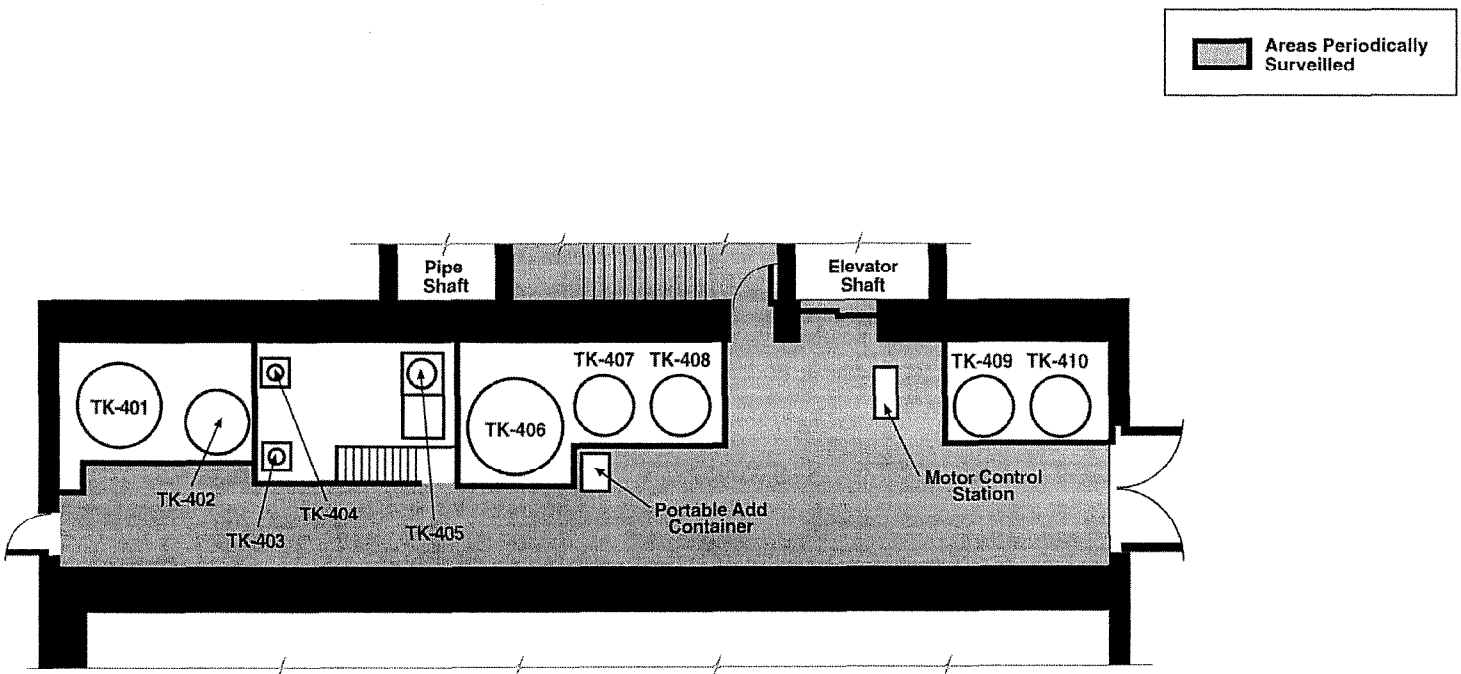 Areas Periodically
Surveilled
Pipe
Shaft
Elevator
Shaft
TK-401
TK-402
TK-403
TK-404
TK-405
TK-406
TK-407
TK-408
TK-409
TK-410
Portable Add
Container
Motor Control
Station